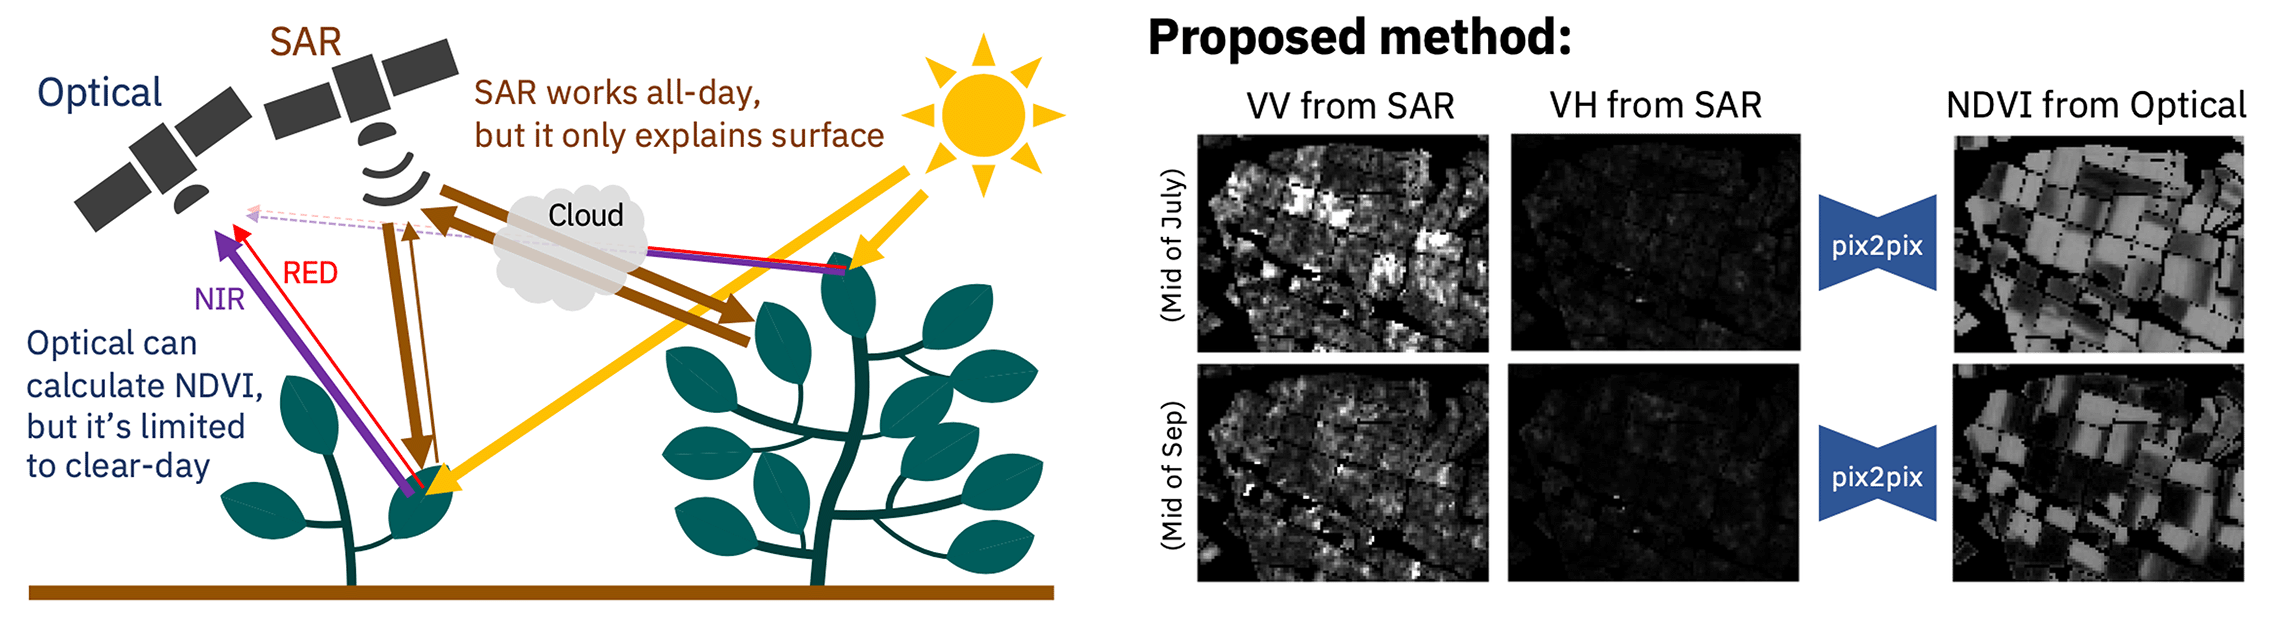 SAR
Optical
SAR works all-day,
but it only explains surface
Cloud
RED
NIR
Optical can
calculate NDVI,
but it’s limited
to clear-day
Proposed method:
VV from SAR
VH from SAR
NDVI from Optical
(Mid of July)
pix2pix
(Mid of Sep)
pix2pix